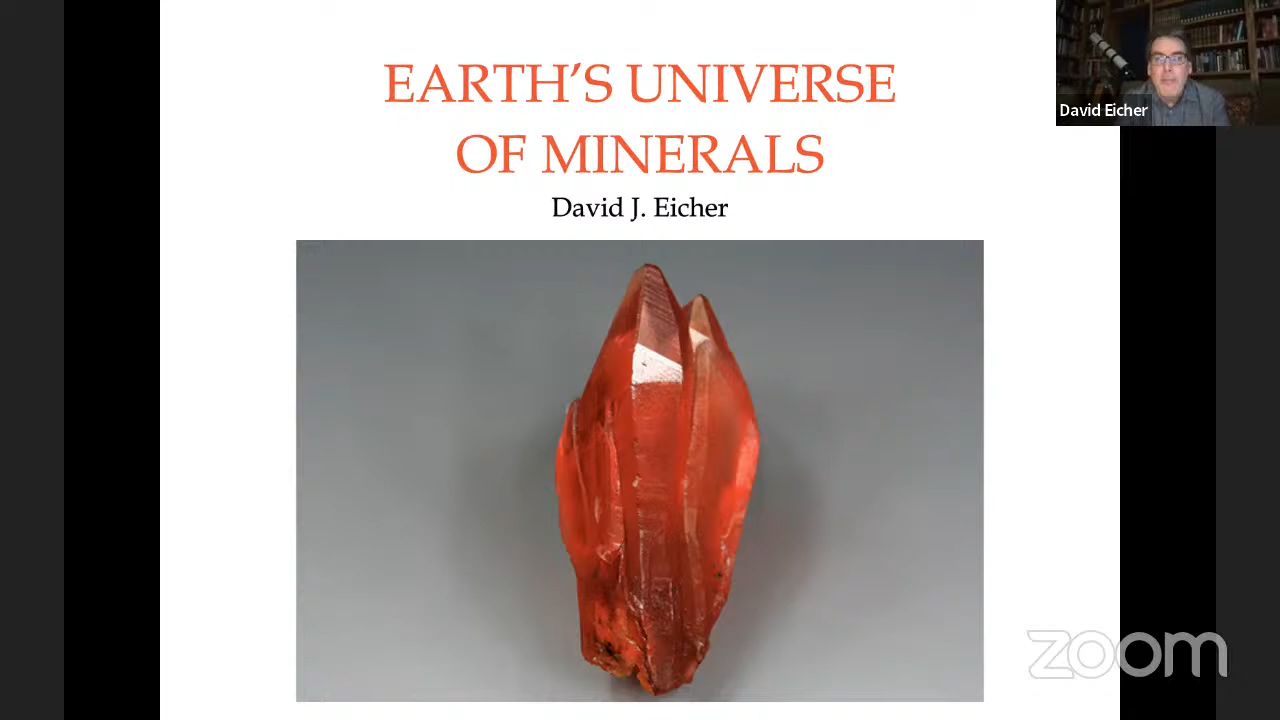 EARTH’S UNIVERSE
OF MINERALS
David J. Eicher
David Eicher
zoom